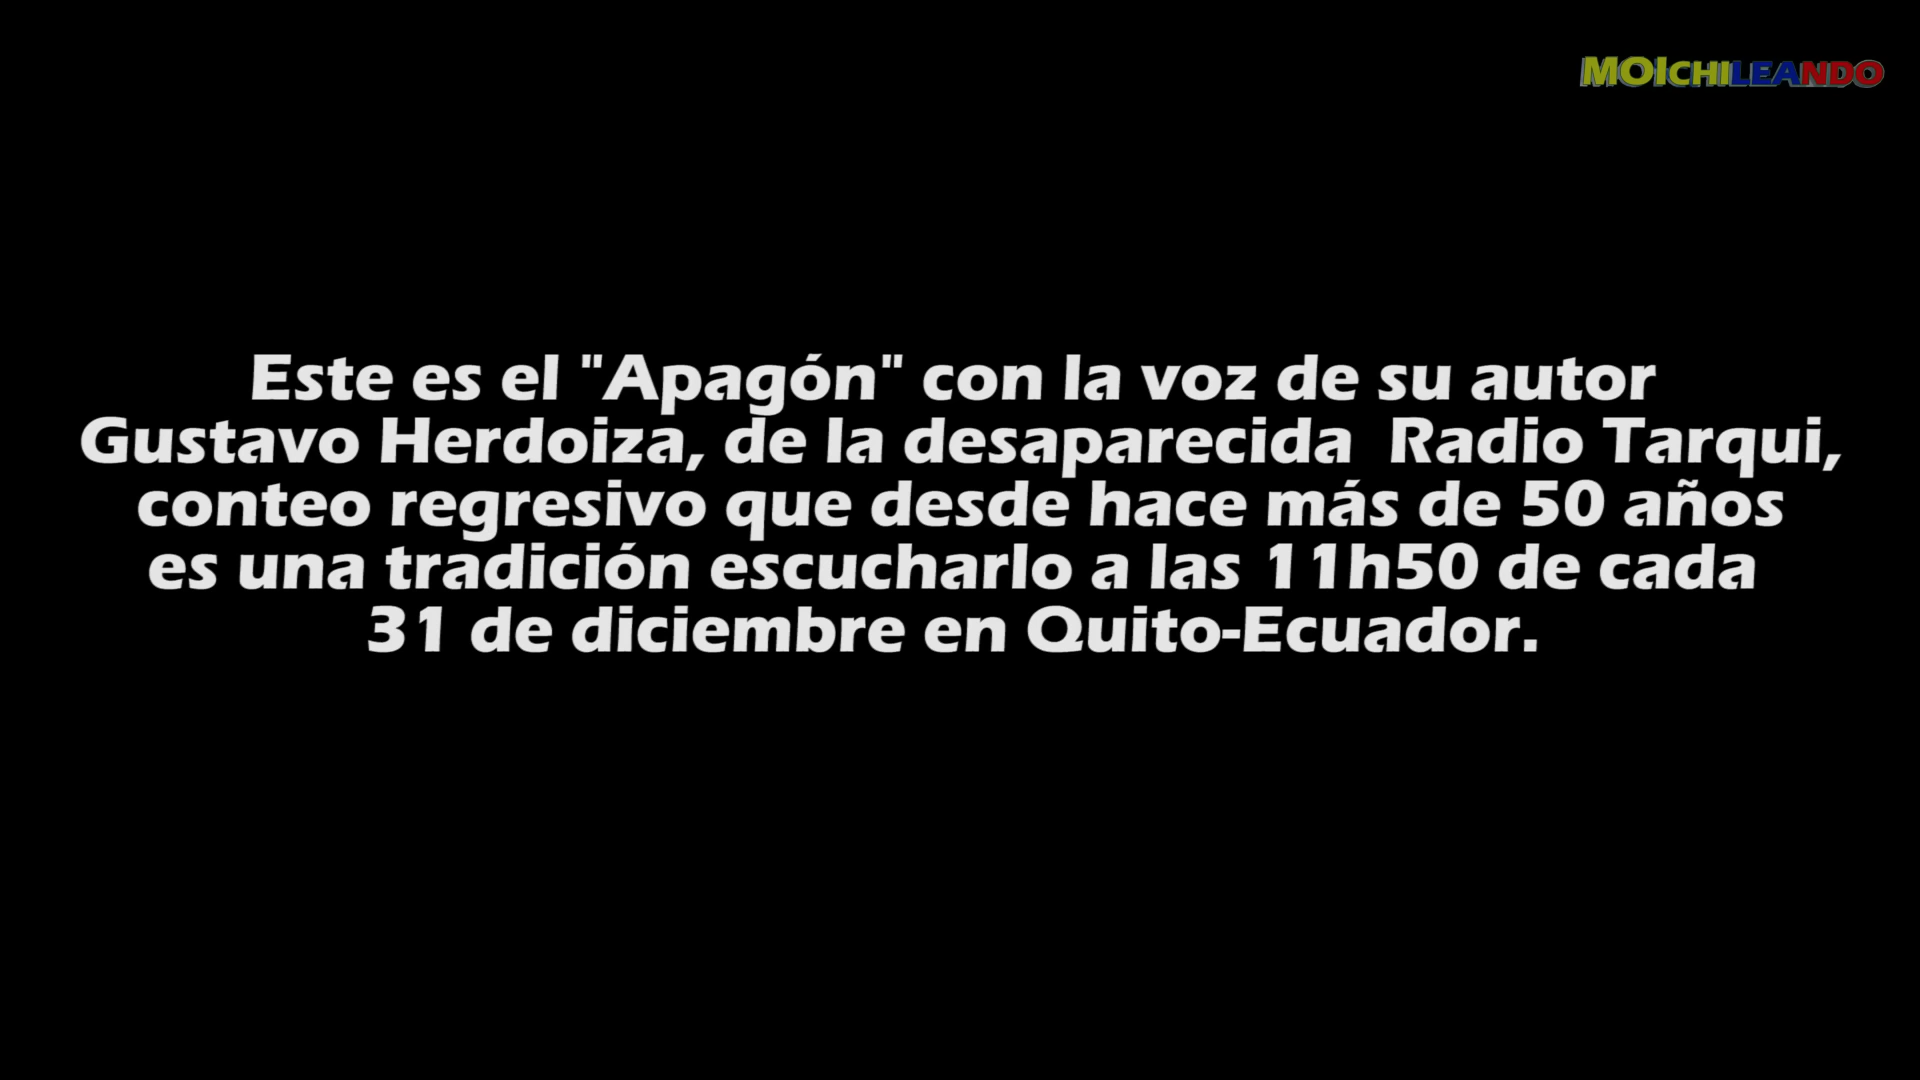 MOICHILEANDO
Este es el "Apagón" con la voz de su autor
Gustavo Herdoiza, de la desaparecida Radio Tarqui,
conteo regresivo que desde hace más de 50 años
es una tradición escucharlo a las 11h50 de cada
31 de diciembre en Quito-Ecuador.